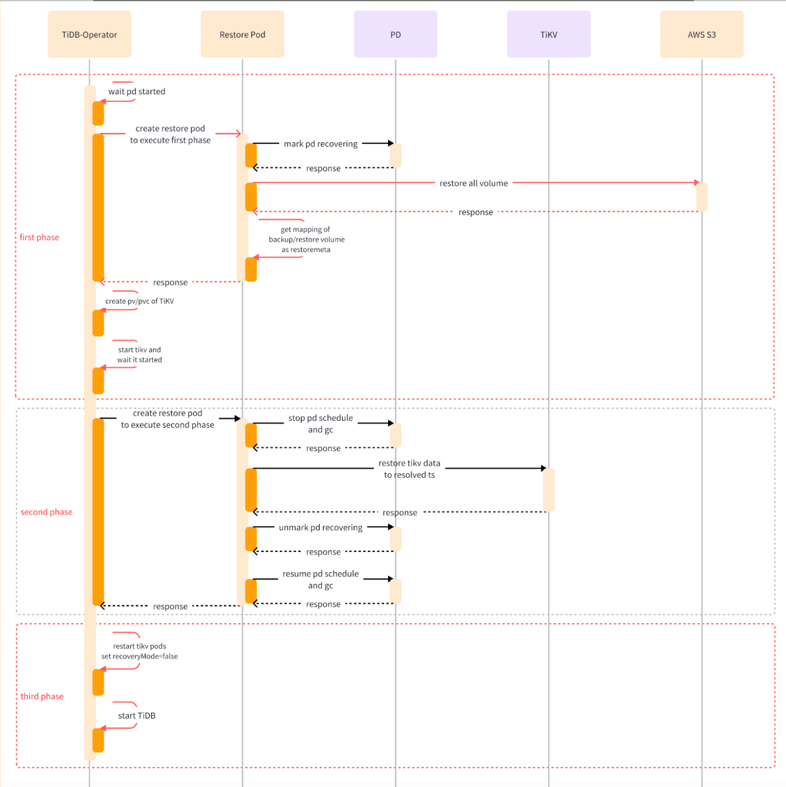 TiDB-Operator
Restore Pod
PD
TiKV
AWS S3
wait pd started
create restore pod
to execute first phase
mark pd recovering
response
restore all volume
response
get mapping of
backup/restore volume
as restoremeta
first phase
response
create pv/pvc of TiKV
start tikv and
wait it started
create restore pod
to execute second phase
stop pd schedule
and gc
response
restore tikv data
to resolved ts
second phase
response
unmark pd recovering
response
resume pd schedule
and gc
response
response
restart tikv pods
set recoveryMode=false
third phase
start TiDB